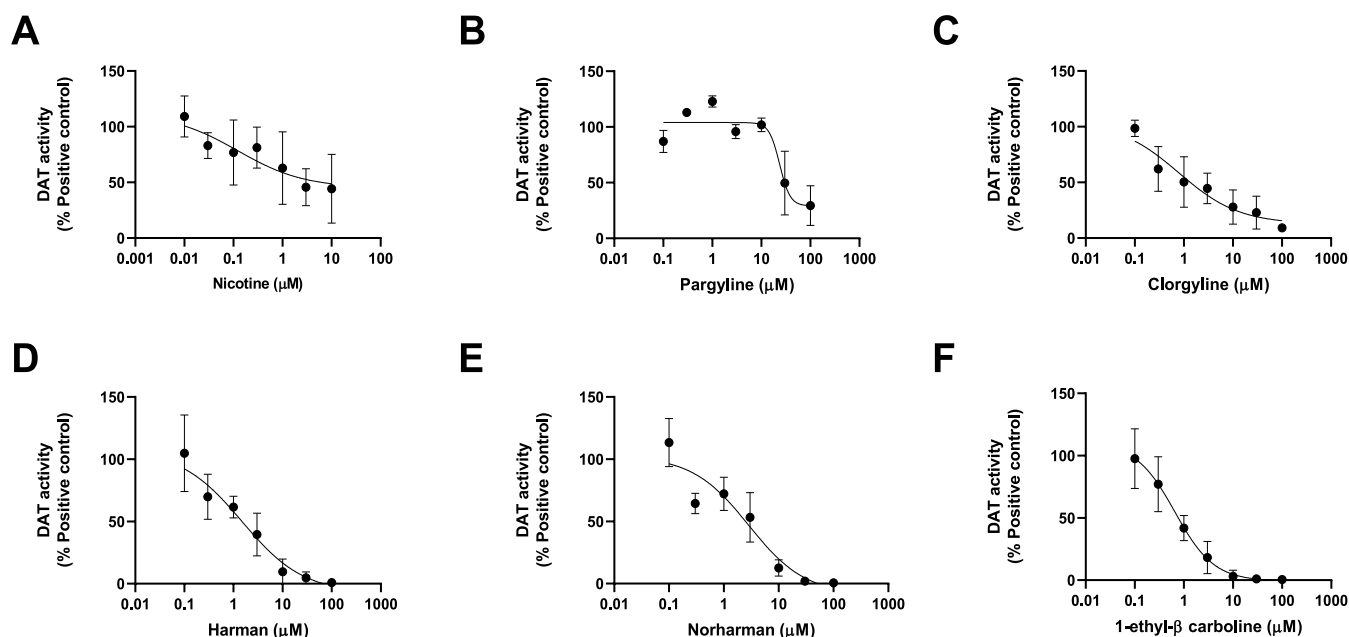 A
DAT activity
(% Positive control)
150
100
50
0
0.001 0.01 0.1 1 10 100
Nicotine (μM)
B
DAT activity
(% Positive control)
150
100
50
0
0.01 0.1 1 10 100 1000
Pargyline (μM)
C
DAT activity
(% Positive control)
150
100
50
0
0.01 0.1 1 10 100 1000
Clorgyline (μM)
D
DAT activity
(% Positive control)
150
100
50
0
0.01 0.1 1 10 100 1000
Harman (μM)
E
DAT activity
(% Positive control)
150
100
50
0
0.01 0.1 1 10 100 1000
Norharman (μM)
F
DAT activity
(% Positive control)
150
100
50
0
0.01 0.1 1 10 100 1000
1-ethyl-β carboline (μM)